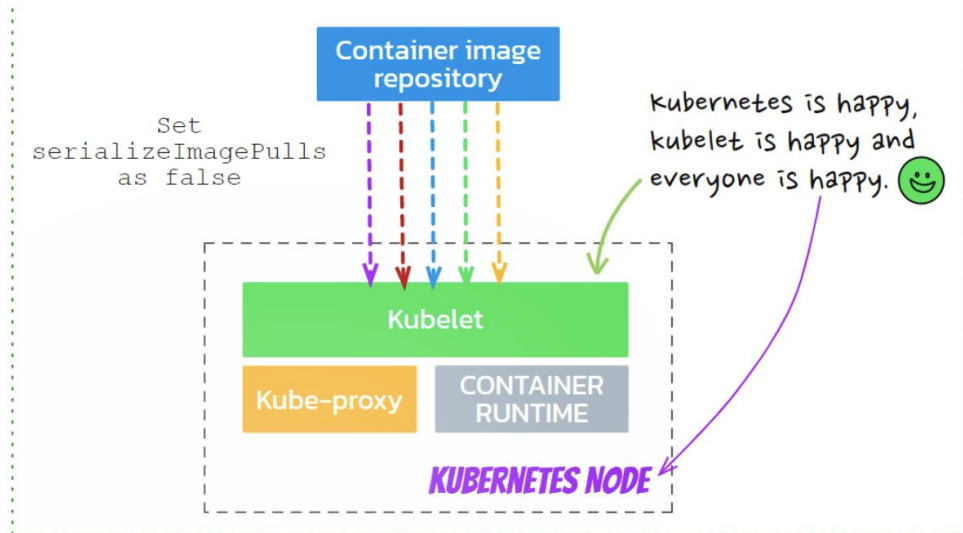 Container image
repository
Set
serializeImagePulls
as false
Kubernetes is happy,
kubelet is happy and
everyone is happy.
Kubelet
Kube-proxy
CONTAINER
RUNTIME
KUBERNETES NODE